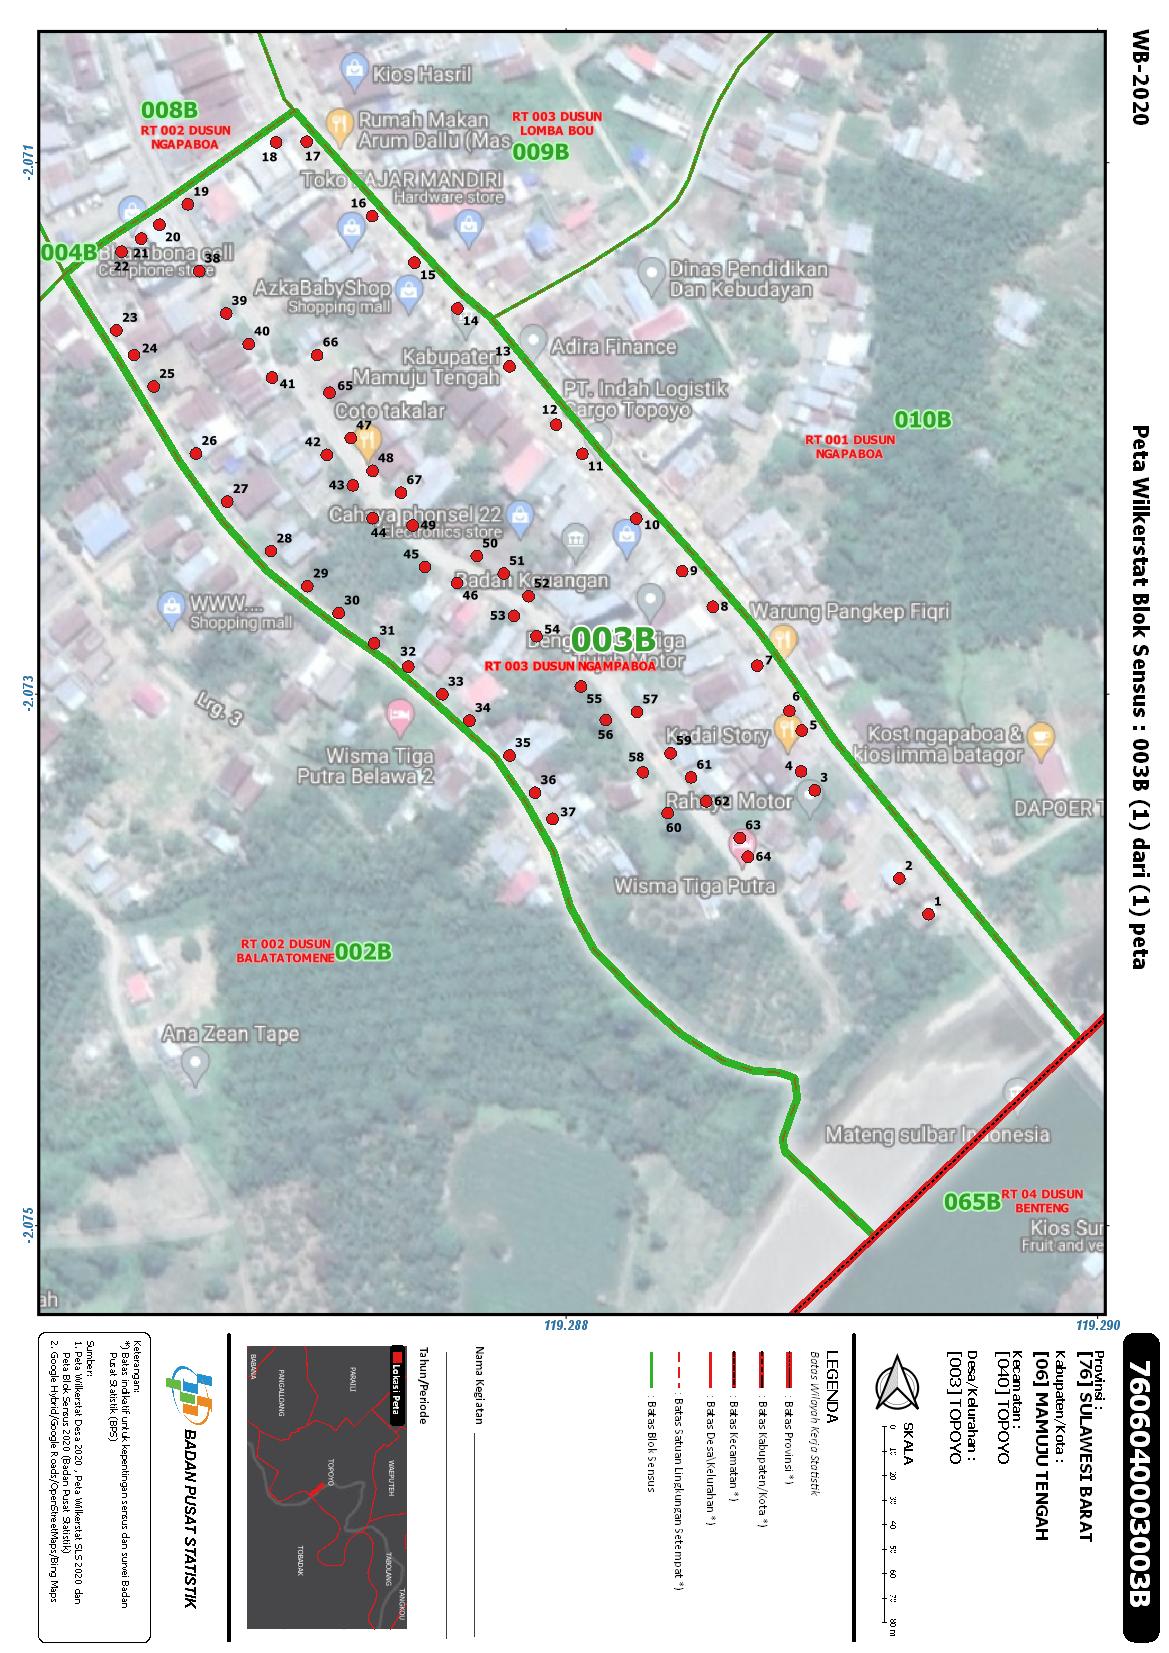 WB-2020
Peta Wilkerstat Blok Sensus : 003B (1) dari (1) peta
7606040003003B
-2.071
-2.073
-2.075
119.288
119.290
Kios Hasril
008B
RT 002 DUSUN
NGAPABOA
Rumah Makan
Arum Dallu (Mas
RT 003 DUSUN
LOMBA BOU
009B
18
17
Toko FAJAR MANDIRI
Hardware store
19
16
20
21
22
004B
Cell phone store
38
15
Dinas Pendidikan
Dan Kebudayan
AzkaBabyShop
Shopping mall
39
14
23
40
24
66
13
Adira Finance
Kabupaten
Mamuju Tengah
25
41
65
PT. Indah Logistik
Cargo Topoyo
Coto takalar
12
010B
RT 001 DUSUN
NGAPABOA
26
42
47
11
48
43
67
27
Cahaya phonsel 22
Electronics store
44
49
10
28
45
50
51
9
Badan Keuangan
29
46
52
WWW....
Shopping mall
30
53
8
Warung Pangkep Fiqri
31
54
003B
RT 003 DUSUN NGAMPABOA
7
32
33
55
57
6
Lrg. 3
34
56
5
Kedai Story
Kost ngapaboa &
kios imma batagor
Wisma Tiga
Putra Belawa 2
35
59
58
61
4
3
36
62
Rahayu Motor
DAPOER T
37
60
63
64
2
Wisma Tiga Putra
1
RT 002 DUSUN
BALATATOMENE
002B
Ana Zean Tape
Mateng sulbar Indonesia
065B
RT 04 DUSUN
BENTENG
Kios Sur
Fruit and ve
ah
Provinsi :
[76] SULAWESI BARAT
Kabupaten/Kota :
[06] MAMUJU TENGAH
Kecamatan :
[040] TOPOYO
Desa/Kelurahan :
[003] TOPOYO
SKALA
0 10 20 30 40 50 60 70 80 m
LEGENDA
Batas Wilayah Kerja Statistik
: Batas Provinsi *)
: Batas Kabupaten/Kota *)
: Batas Kecamatan *)
: Batas Desa\Kelurahan *)
: Batas Satuan Lingkungan Setempat *)
: Batas Blok Sensus
Nama Kegiatan
Tahun/Periode
Lokasi Peta
PARAILI
WAEPUTEH
TABOLANG
TANGKOU
TOPOYO
TOBADAK
PANGALLOANG
BABANA
BADAN PUSAT STATISTIK
Keterangan:
*) Batas indikatif untuk kepentingan sensus dan survei Badan
Pusat Statistik (BPS)
Sumber:
1. Peta Wilkerstat Desa 2020 , Peta Wilkerstat SLS 2020 dan
Peta Blok Sensus 2020 (Badan Pusat Statistik)
2. Google Hybrid/Google Roads/OpenStreetMaps/Bing Maps